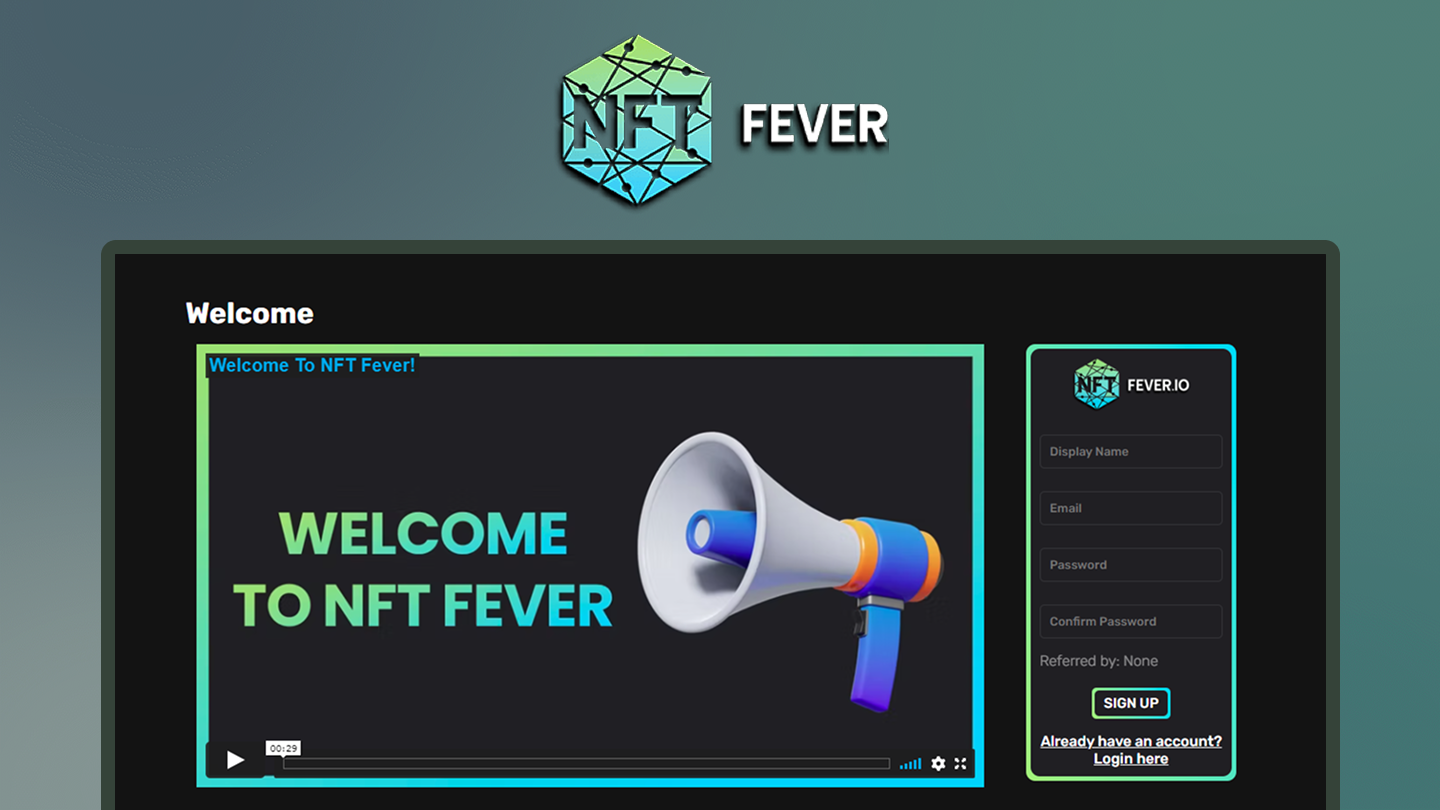 NFT
FEVER
Welcome
Welcome To NFT Fever!
WELCOME
TO NFT FEVER
00:29
NFT
FEVER.IO
Display Name
Email
Password
Confirm Password
Referred by: None
SIGN UP
Already have an account?
Login here